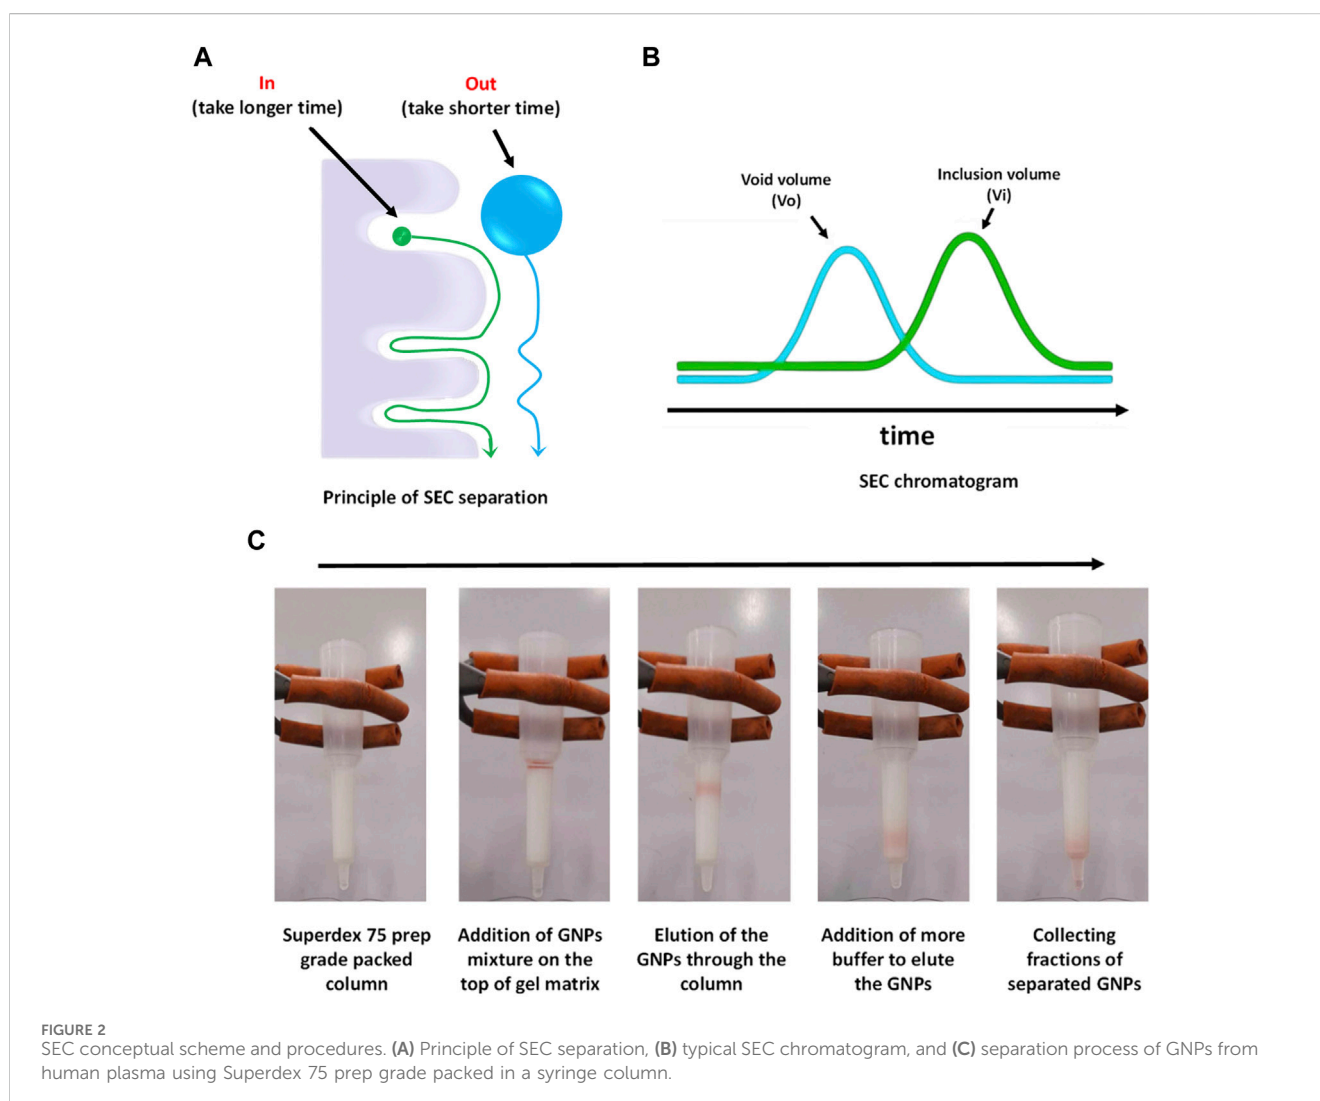 A
In
(take longer time)
Out
(take shorter time)
Principle of SEC separation
B
Void volume
(Vo)
Inclusion volume
(Vi)
time
SEC chromatogram
C
Superdex 75 prep
grade packed
column
Addition of GNPs
mixture on the
top of gel matrix
Elution of the
GNPs through the
column
Addition of more
buffer to elute
the GNPs
Collecting
fractions of
separated GNPs
FIGURE 2
SEC conceptual scheme and procedures. (A) Principle of SEC separation, (B) typical SEC chromatogram, and (C) separation process of GNPs from
human plasma using Superdex 75 prep grade packed in a syringe column.